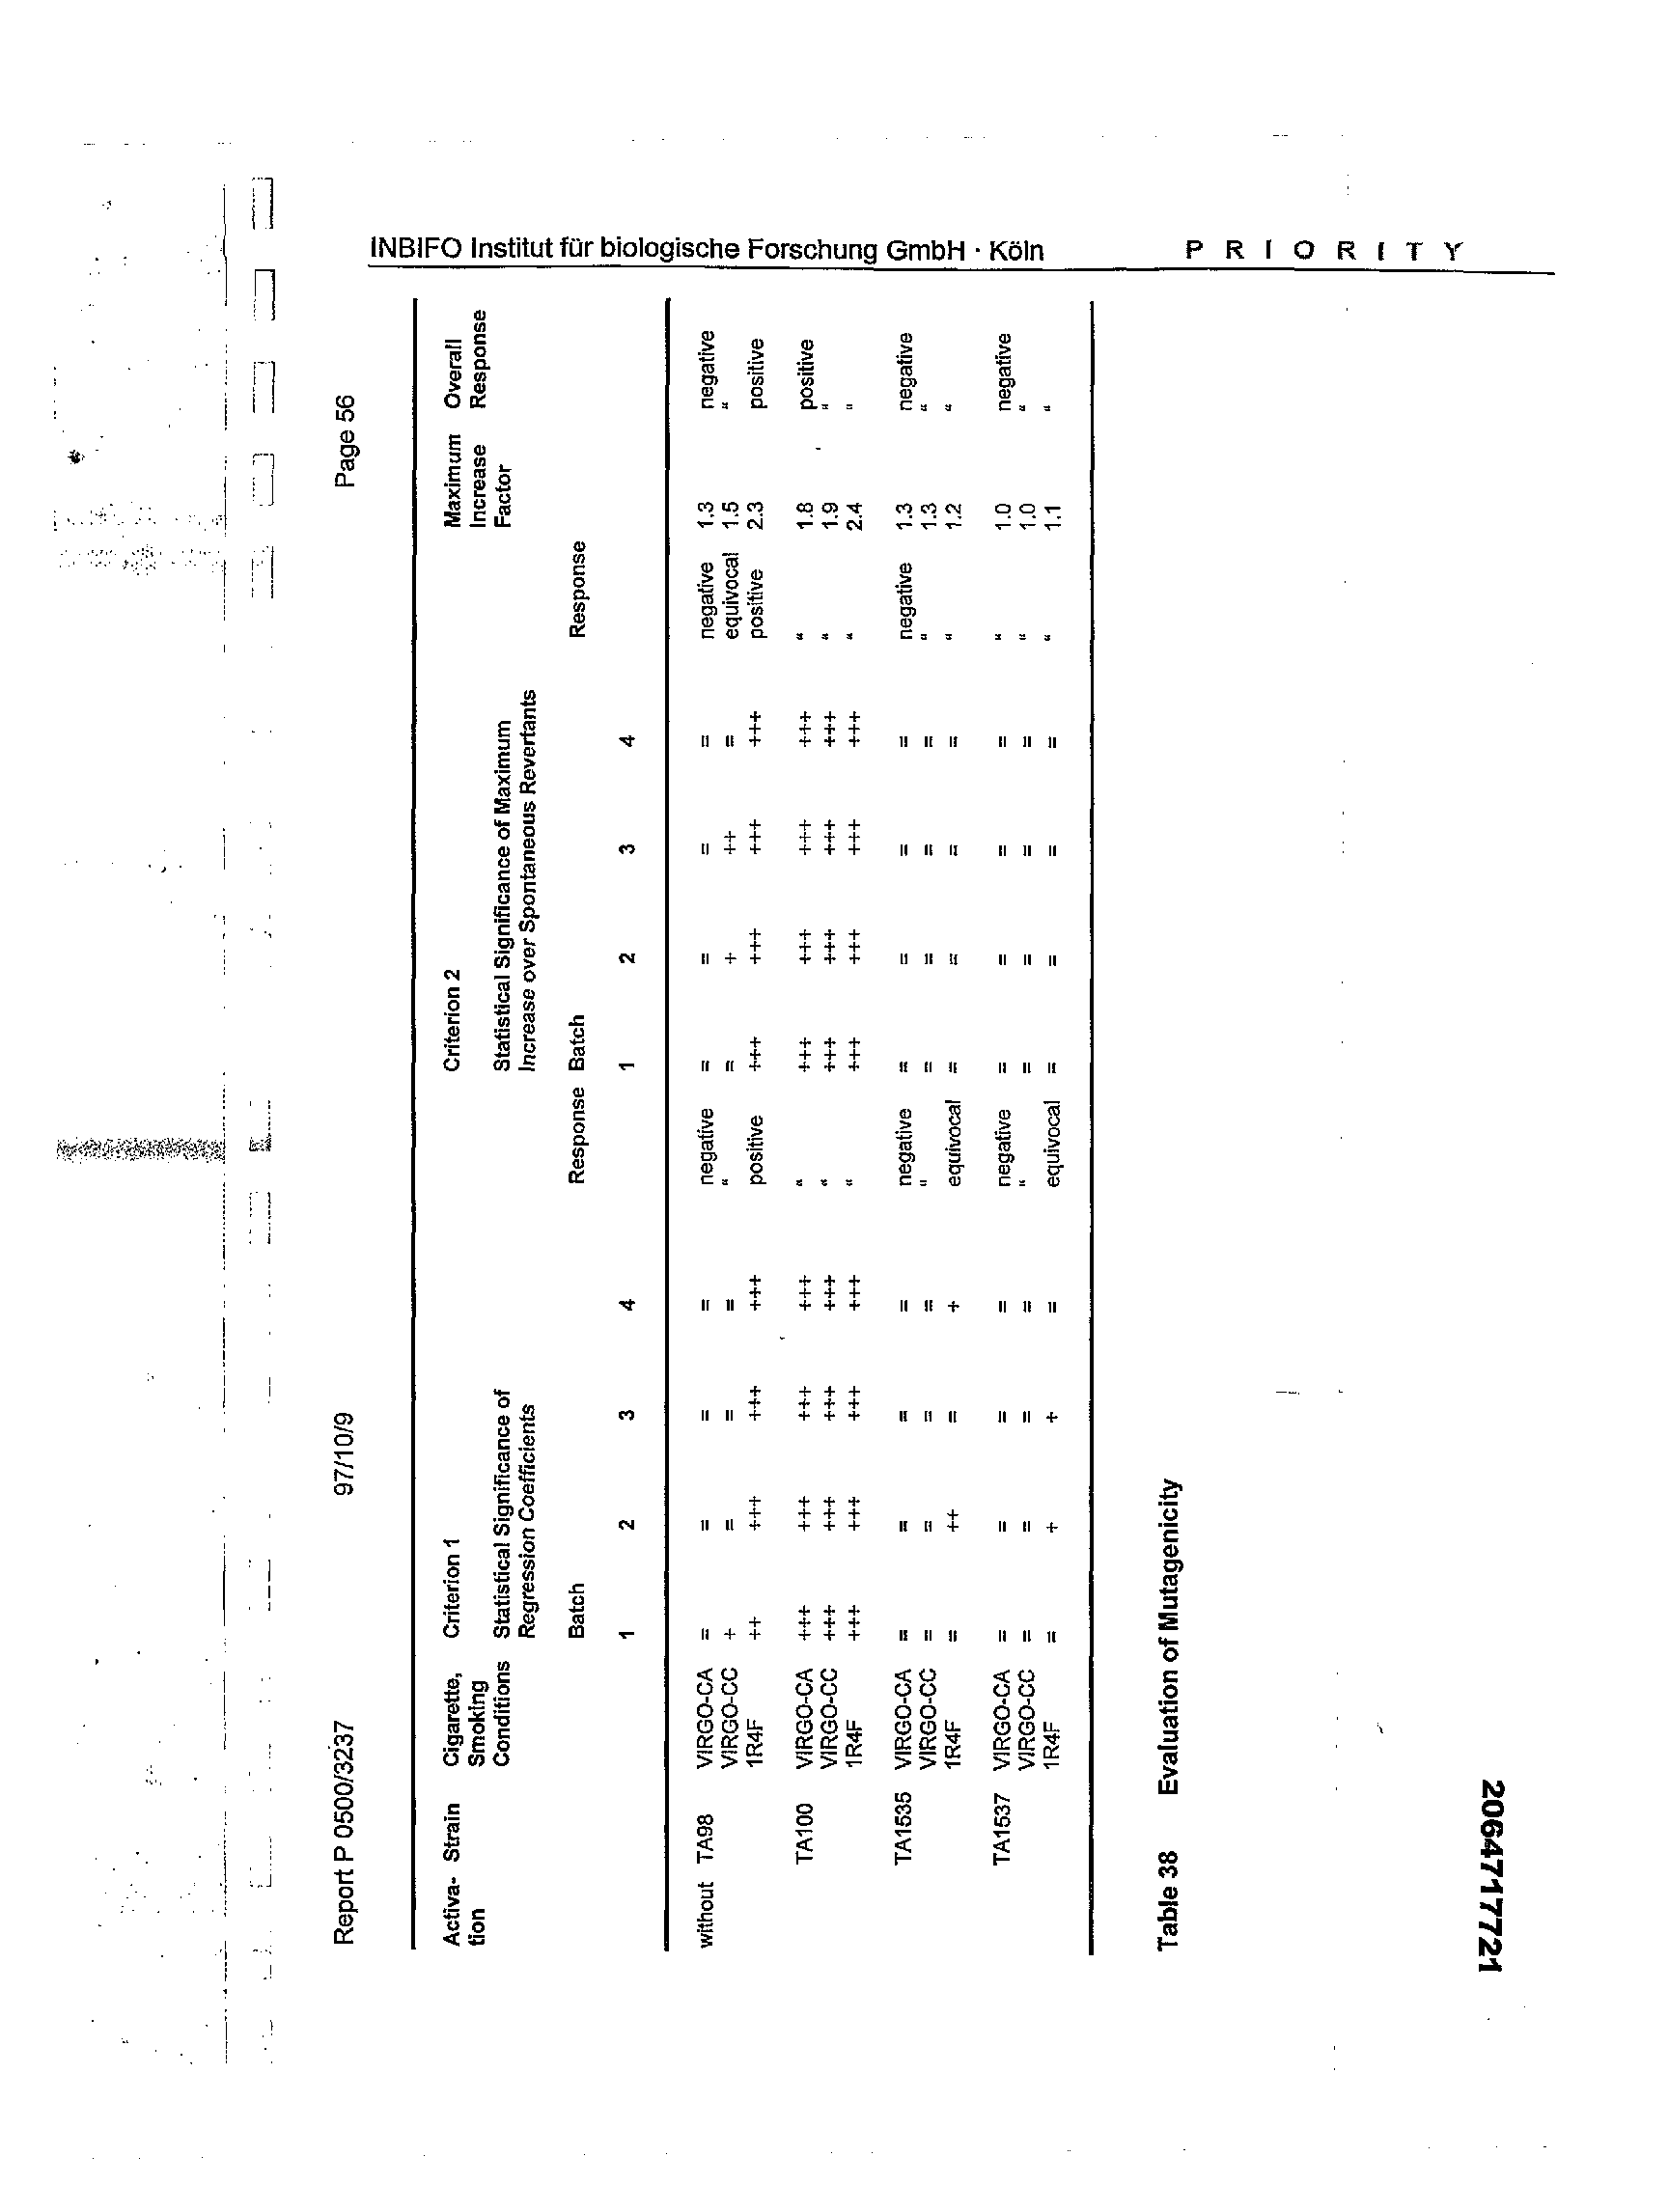 INBIFO Institut für biologische Forschung GmbH · Köln P R I O R I T Y
Report P 0500/3237 97/10/9 Page 56
Activa- Strain Cigarette, Criterion 1 Criterion 2 Maximum Overall
tion Smoking Increase Response
Conditions Statistical Significance of Statistical Significance of Maximum Factor
Regression Coefficients Increase over Spontaneous Revertants
Batch Response Batch Response
1 2 3 4 1 2 3 4
without TA98 VIRGO-CA = = = = negative = = = = negative 1.3 negative
VIRGO-CC + = = = “ = + ++ = equivocal 1.5 “
1R4F ++ +++ +++ +++ positive +++ +++ +++ +++ positive 2.3 positive
TA100 VIRGO-CA +++ +++ +++ +++ “ +++ +++ +++ +++ “ 1.8 positive
VIRGO-CC +++ +++ +++ +++ “ +++ +++ +++ +++ “ 1.9 “
1R4F +++ +++ +++ +++ “ +++ +++ +++ +++ “ 2.4 “
TA1535 VIRGO-CA = = = = negative = = = = negative 1.3 negative
VIRGO-CC = = = = “ = = = = “ 1.3 “
1R4F = ++ = + equivocal = = = = “ 1.2 “
TA1537 VIRGO-CA = = = = negative = = = = “ 1.0 negative
VIRGO-CC = = = = “ = = = = “ 1.0 “
1R4F = + + = equivocal = = = = “ 1.1 “
Table 38 Evaluation of Mutagenicity
2064717721